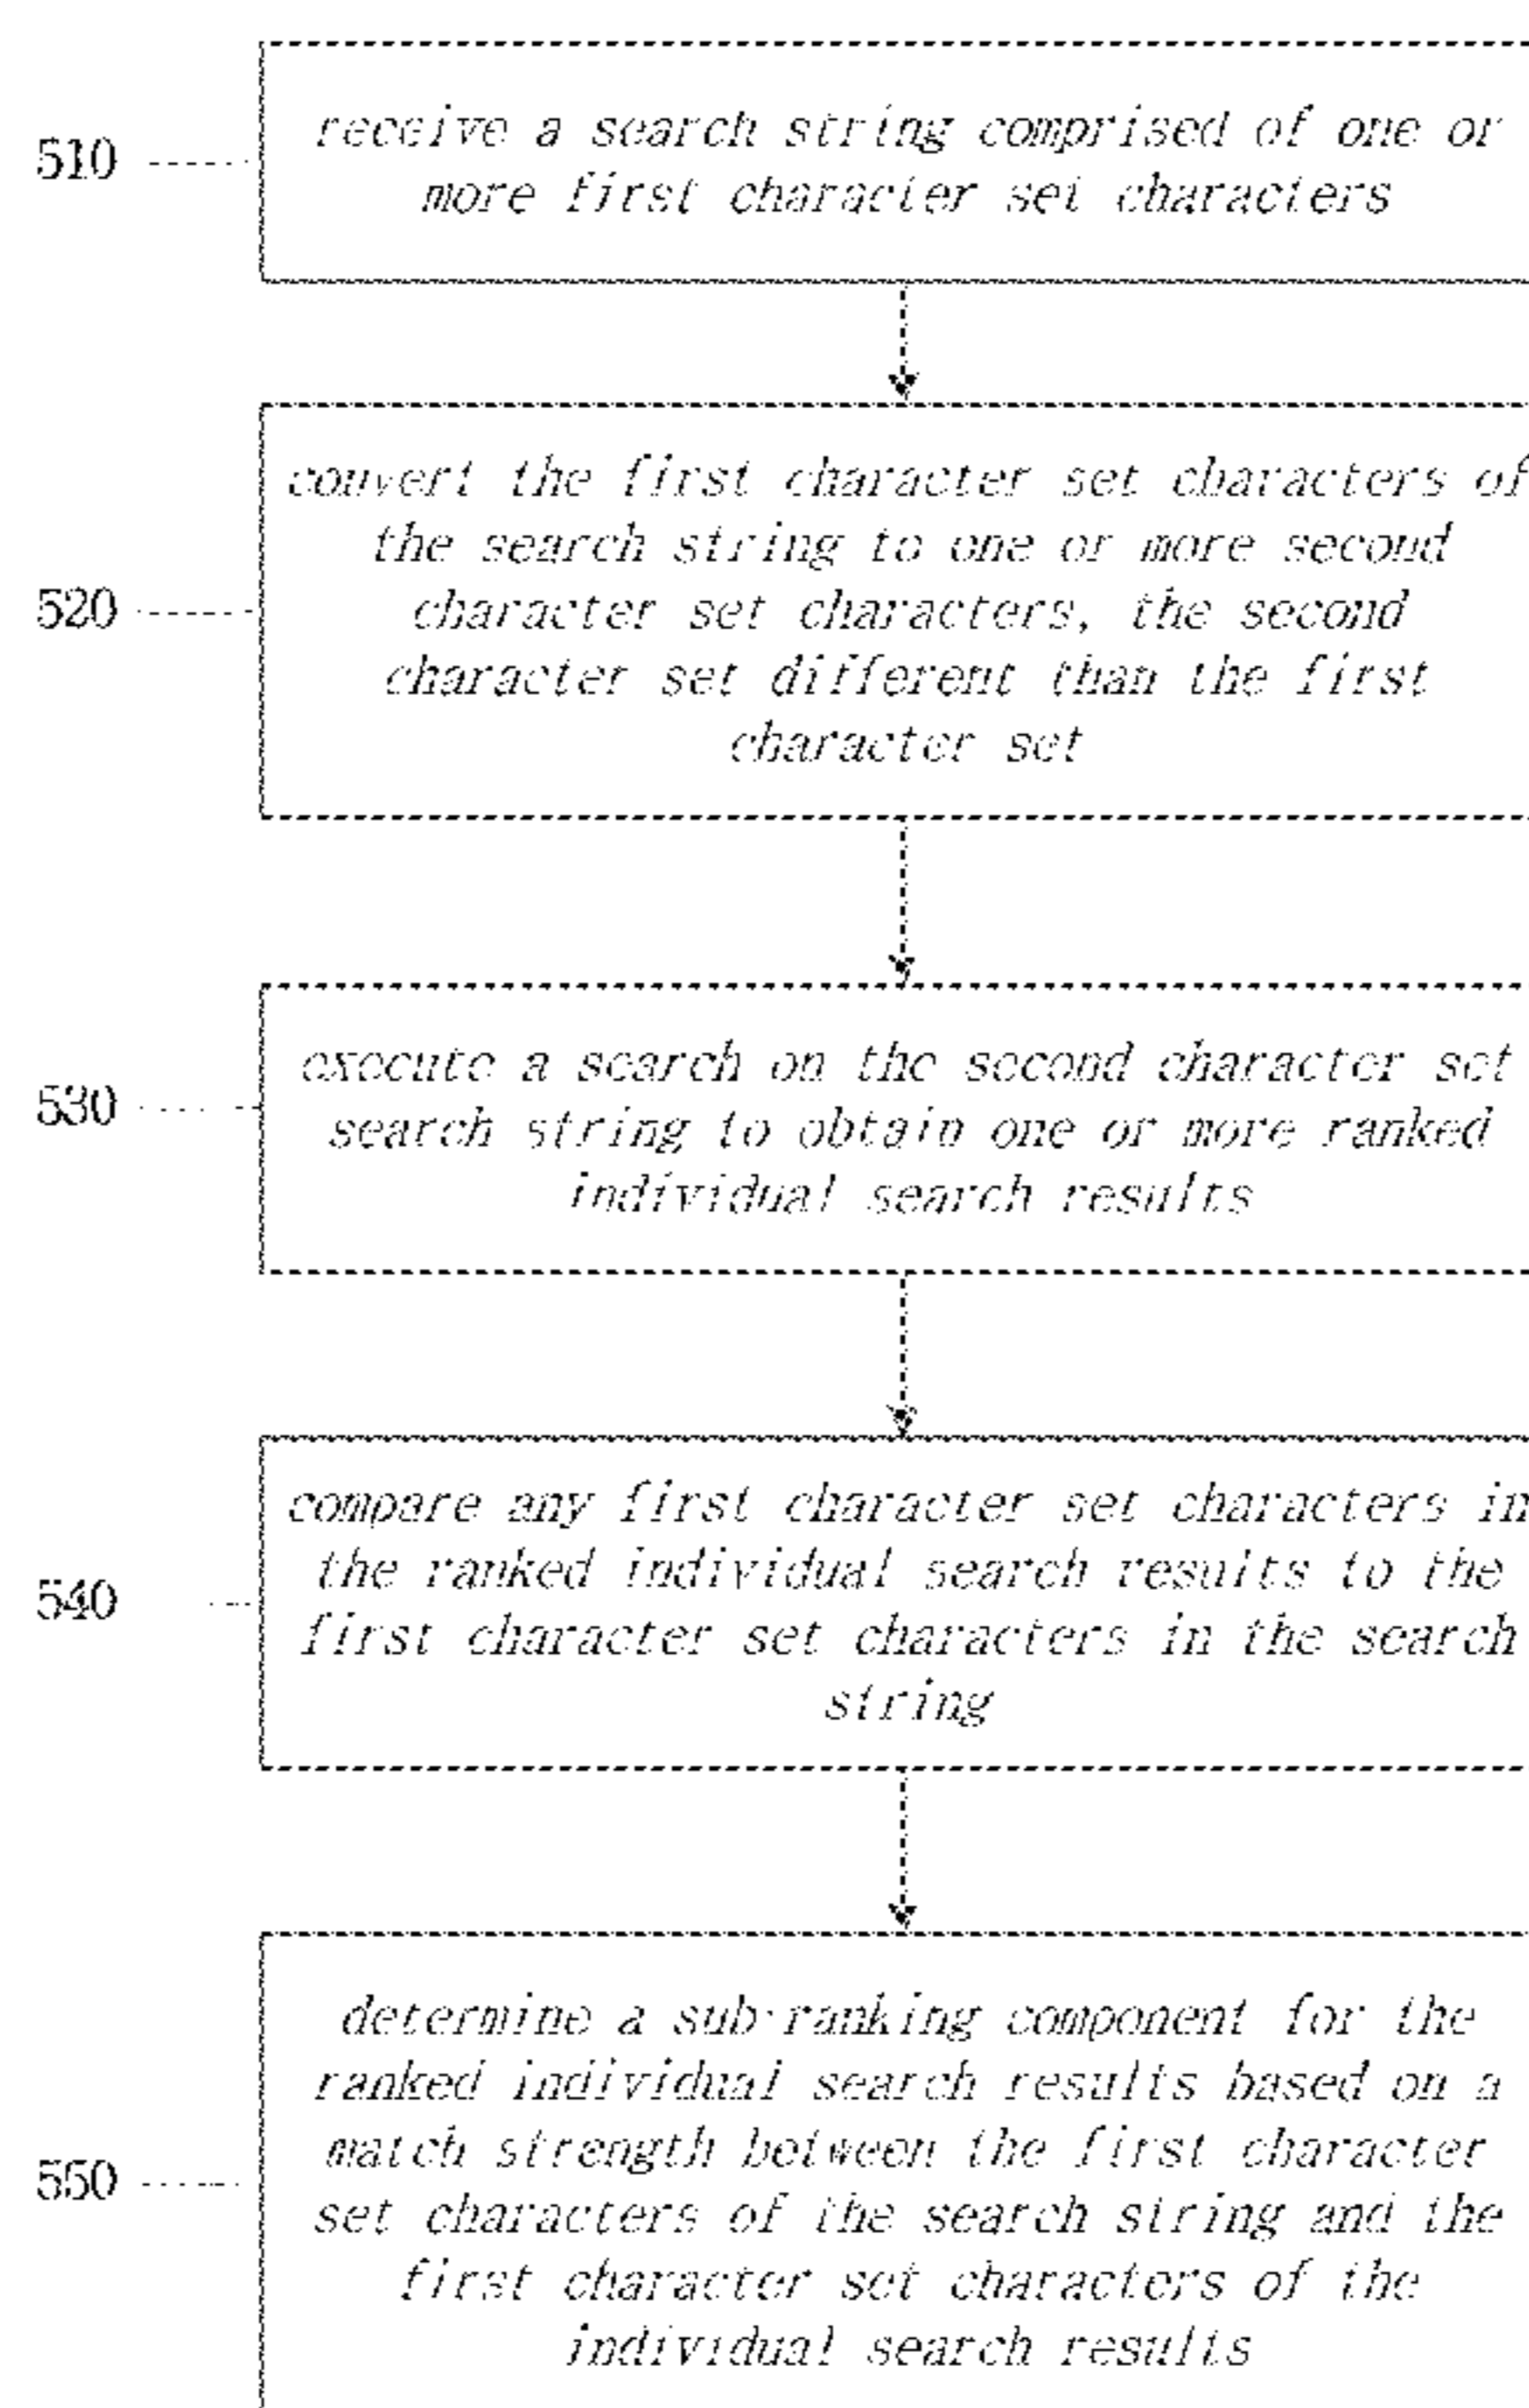 510
receive a search string comprised of one or
more first character set characters
convert the first character set characters of
the search string to one or more second
520
character set characters, the second
character set different than the first
character set
execute a search on the second character set
530
search string to obtain one or more ranked
individual search results
compare any first character set characters in
the ranked individual search results to the
540
first character set characters in the search
string
determine a sub-ranking component for the
ranked individual search results based on a
match strength between the first character
550
set characters of the search string and the
first character set characters of the
individual search results